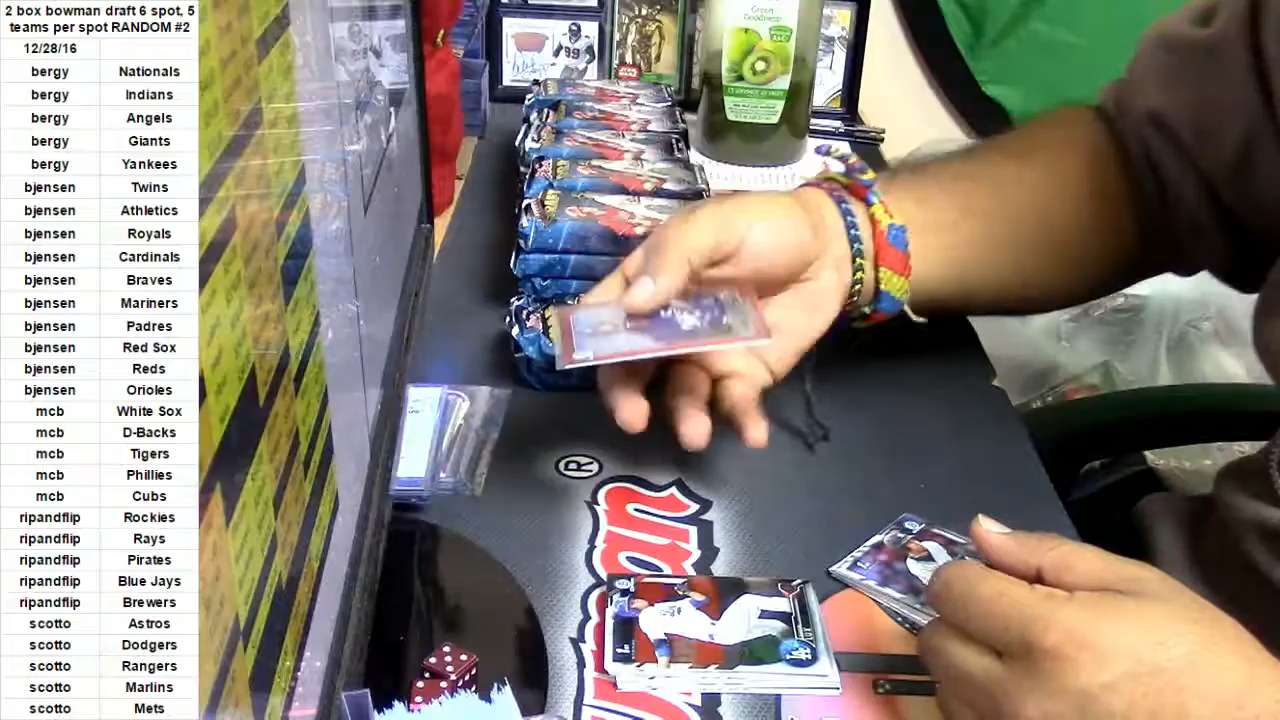 2 box bowman draft 6 spot, 5
teams per spot RANDOM #2
12/28/16
bergy Nationals
bergy Indians
bergy Angels
bergy Giants
bergy Yankees
bjensen Twins
bjensen Athletics
bjensen Royals
bjensen Cardinals
bjensen Braves
bjensen Mariners
bjensen Padres
bjensen Red Sox
bjensen Reds
bjensen Orioles
mcb White Sox
mcb D-Backs
mcb Tigers
mcb Phillies
mcb Cubs
ripandflip Rockies
ripandflip Rays
ripandflip Pirates
ripandflip Blue Jays
ripandflip Brewers
scotto Astros
scotto Dodgers
scotto Rangers
scotto Marlins
scotto Mets
Green
Goodness
99
®